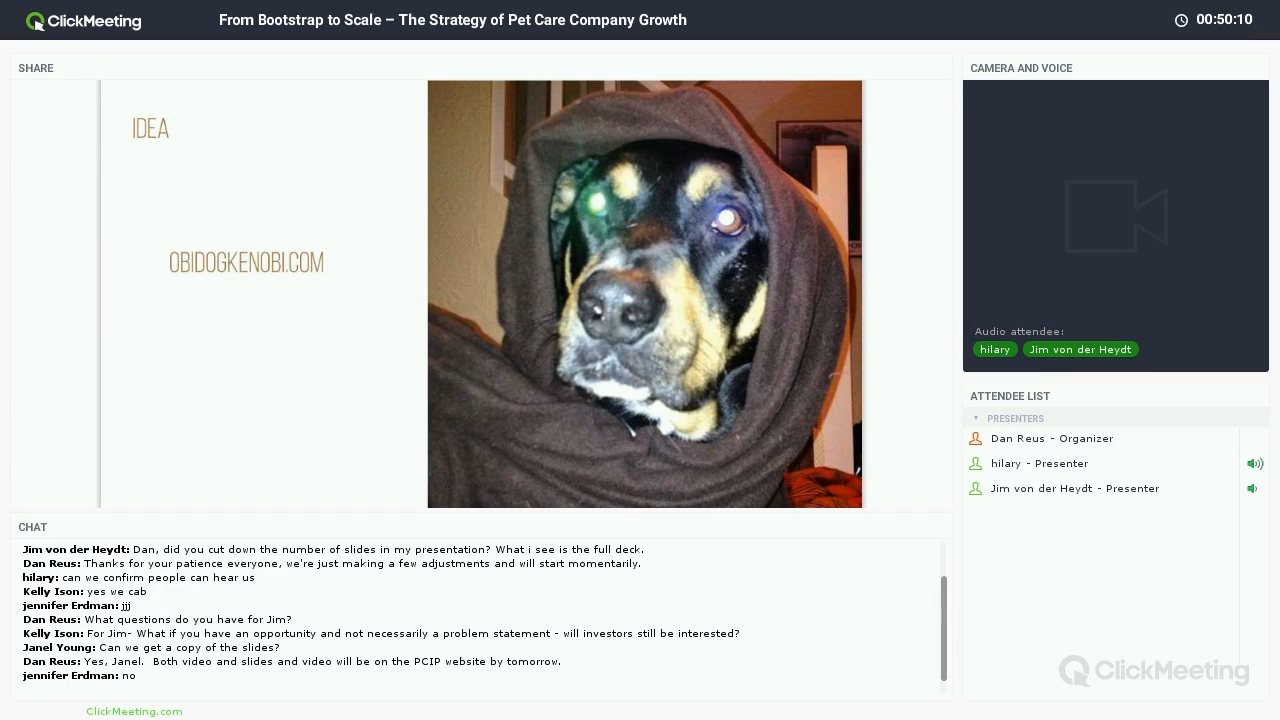 ClickMeeting
From Bootstrap to Scale – The Strategy of Pet Care Company Growth
00:50:10
SHARE
IDEA
OBIDOGKENOBI.COM
CAMERA AND VOICE
Audio attendee:
hilary
Jim von der Heydt
ATTENDEE LIST
PRESENTERS
Dan Reus - Organizer
hilary - Presenter
Jim von der Heydt - Presenter
CHAT
Jim von der Heydt: Dan, did you cut down the number of slides in my presentation? What i see is the full deck.
Dan Reus: Thanks for your patience everyone, we're just making a few adjustments and will start momentarily.
hilary: can we confirm people can hear us
Kelly Ison: yes we cab
jennifer Erdman: jjj
Dan Reus: What questions do you have for Jim?
Kelly Ison: For Jim- What if you have an opportunity and not necessarily a problem statement - will investors still be interested?
Janel Young: Can we get a copy of the slides?
Dan Reus: Yes, Janel.  Both video and slides and video will be on the PCIP website by tomorrow.
jennifer Erdman: no
ClickMeeting
ClickMeeting.com